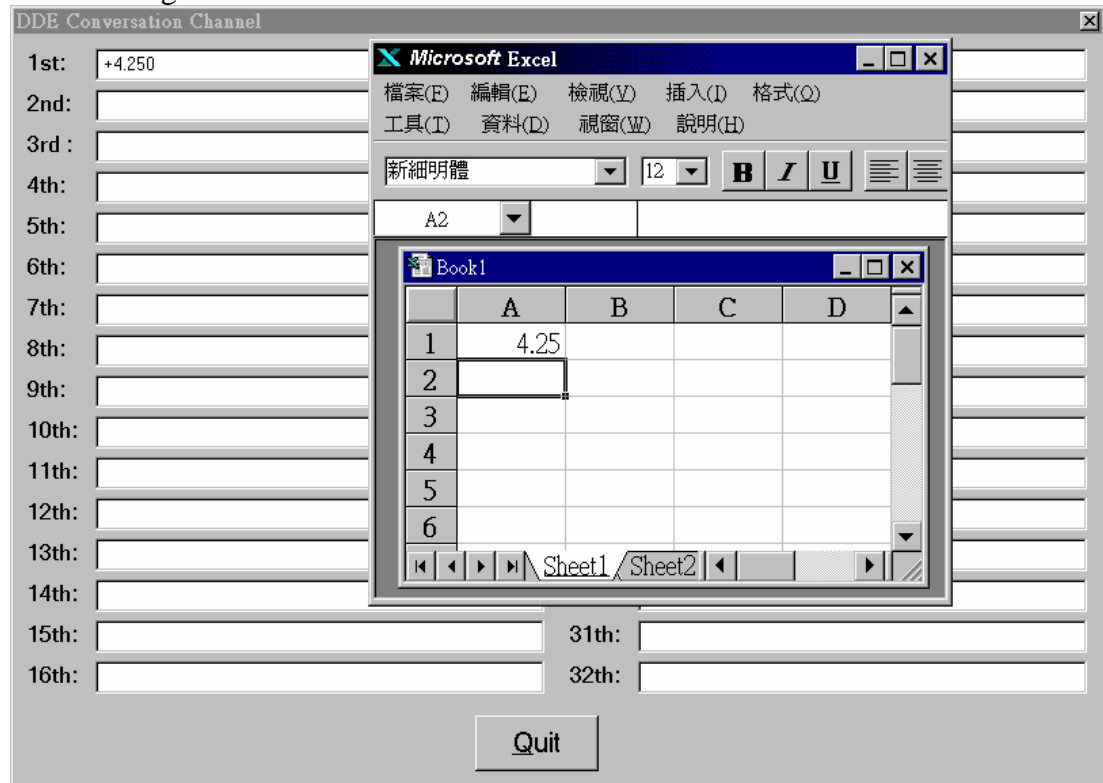 DDE Conversation Channel
1st: +4.250
2nd:
3rd :
4th:
5th:
6th:
7th:
8th:
9th:
10th:
11th:
12th:
13th:
14th:
15th:
16th:
31th:
32th:
Quit
Microsoft Excel
檔案(F) 編輯(E) 檢視(V) 插入(I) 格式(O)
工具(T) 資料(D) 視窗(W) 說明(H)
新細明體 12 B I U
A2
Book1
A B C D
1 4.25
2
3
4
5
6
Sheet1 Sheet2